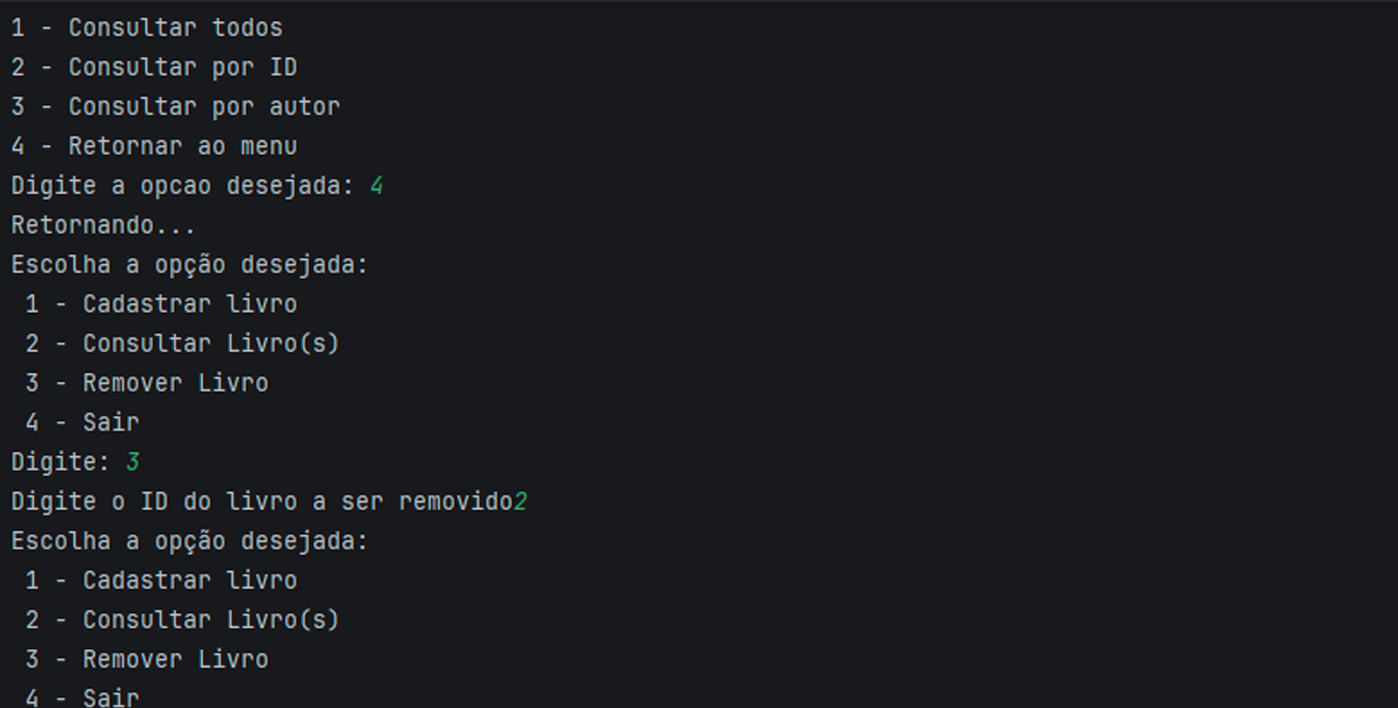 1 - Consultar todos
2 - Consultar por ID
3 - Consultar por autor
4 - Retornar ao menu
Digite a opcao desejada: 4
Retornando...
Escolha a opção desejada:
 1 - Cadastrar livro
 2 - Consultar Livro(s)
 3 - Remover Livro
 4 - Sair
Digite: 3
Digite o ID do livro a ser removido2
Escolha a opção desejada:
 1 - Cadastrar livro
 2 - Consultar Livro(s)
 3 - Remover Livro
 4 - Sair